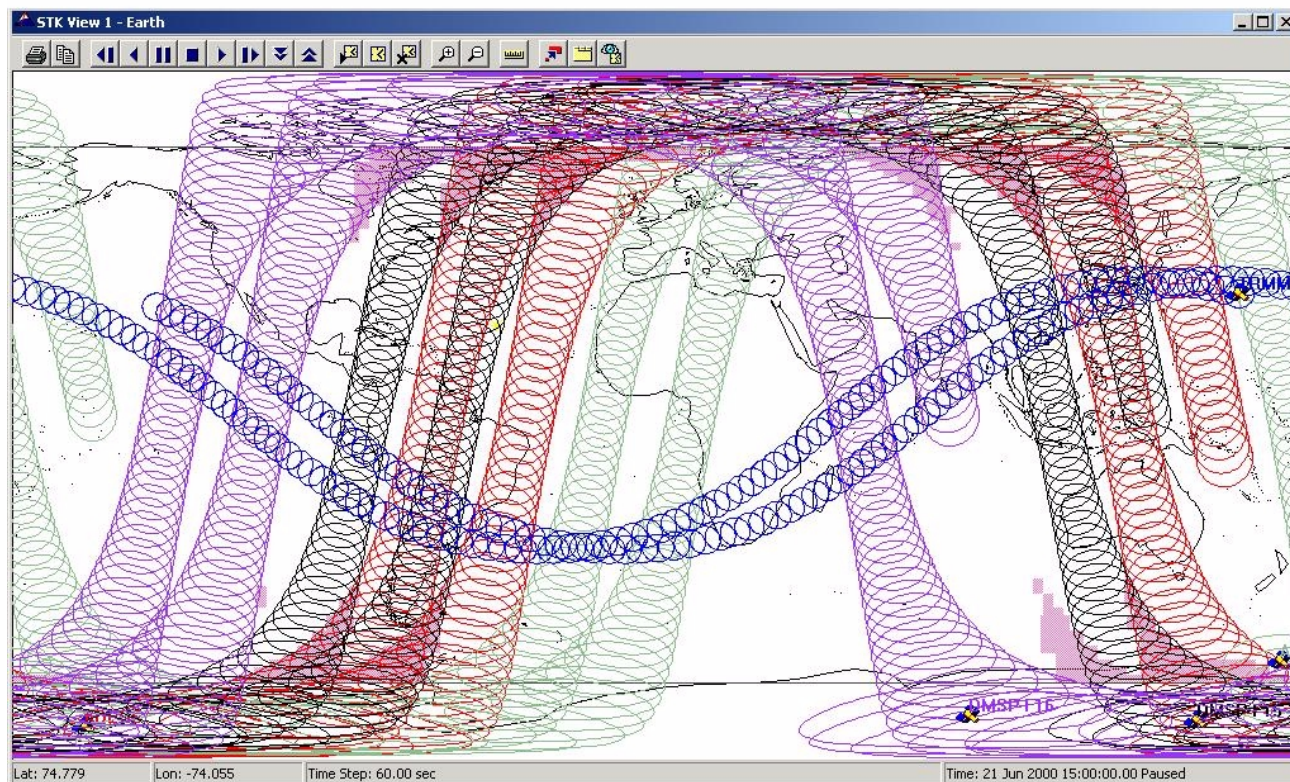 STK View 1 - Earth
TRMM
DMSP F16
DMSP F15
Lat: 74.779
Lon: -74.055
Time Step: 60.00 sec
Time: 21 Jun 2000 15:00:00.00 Paused